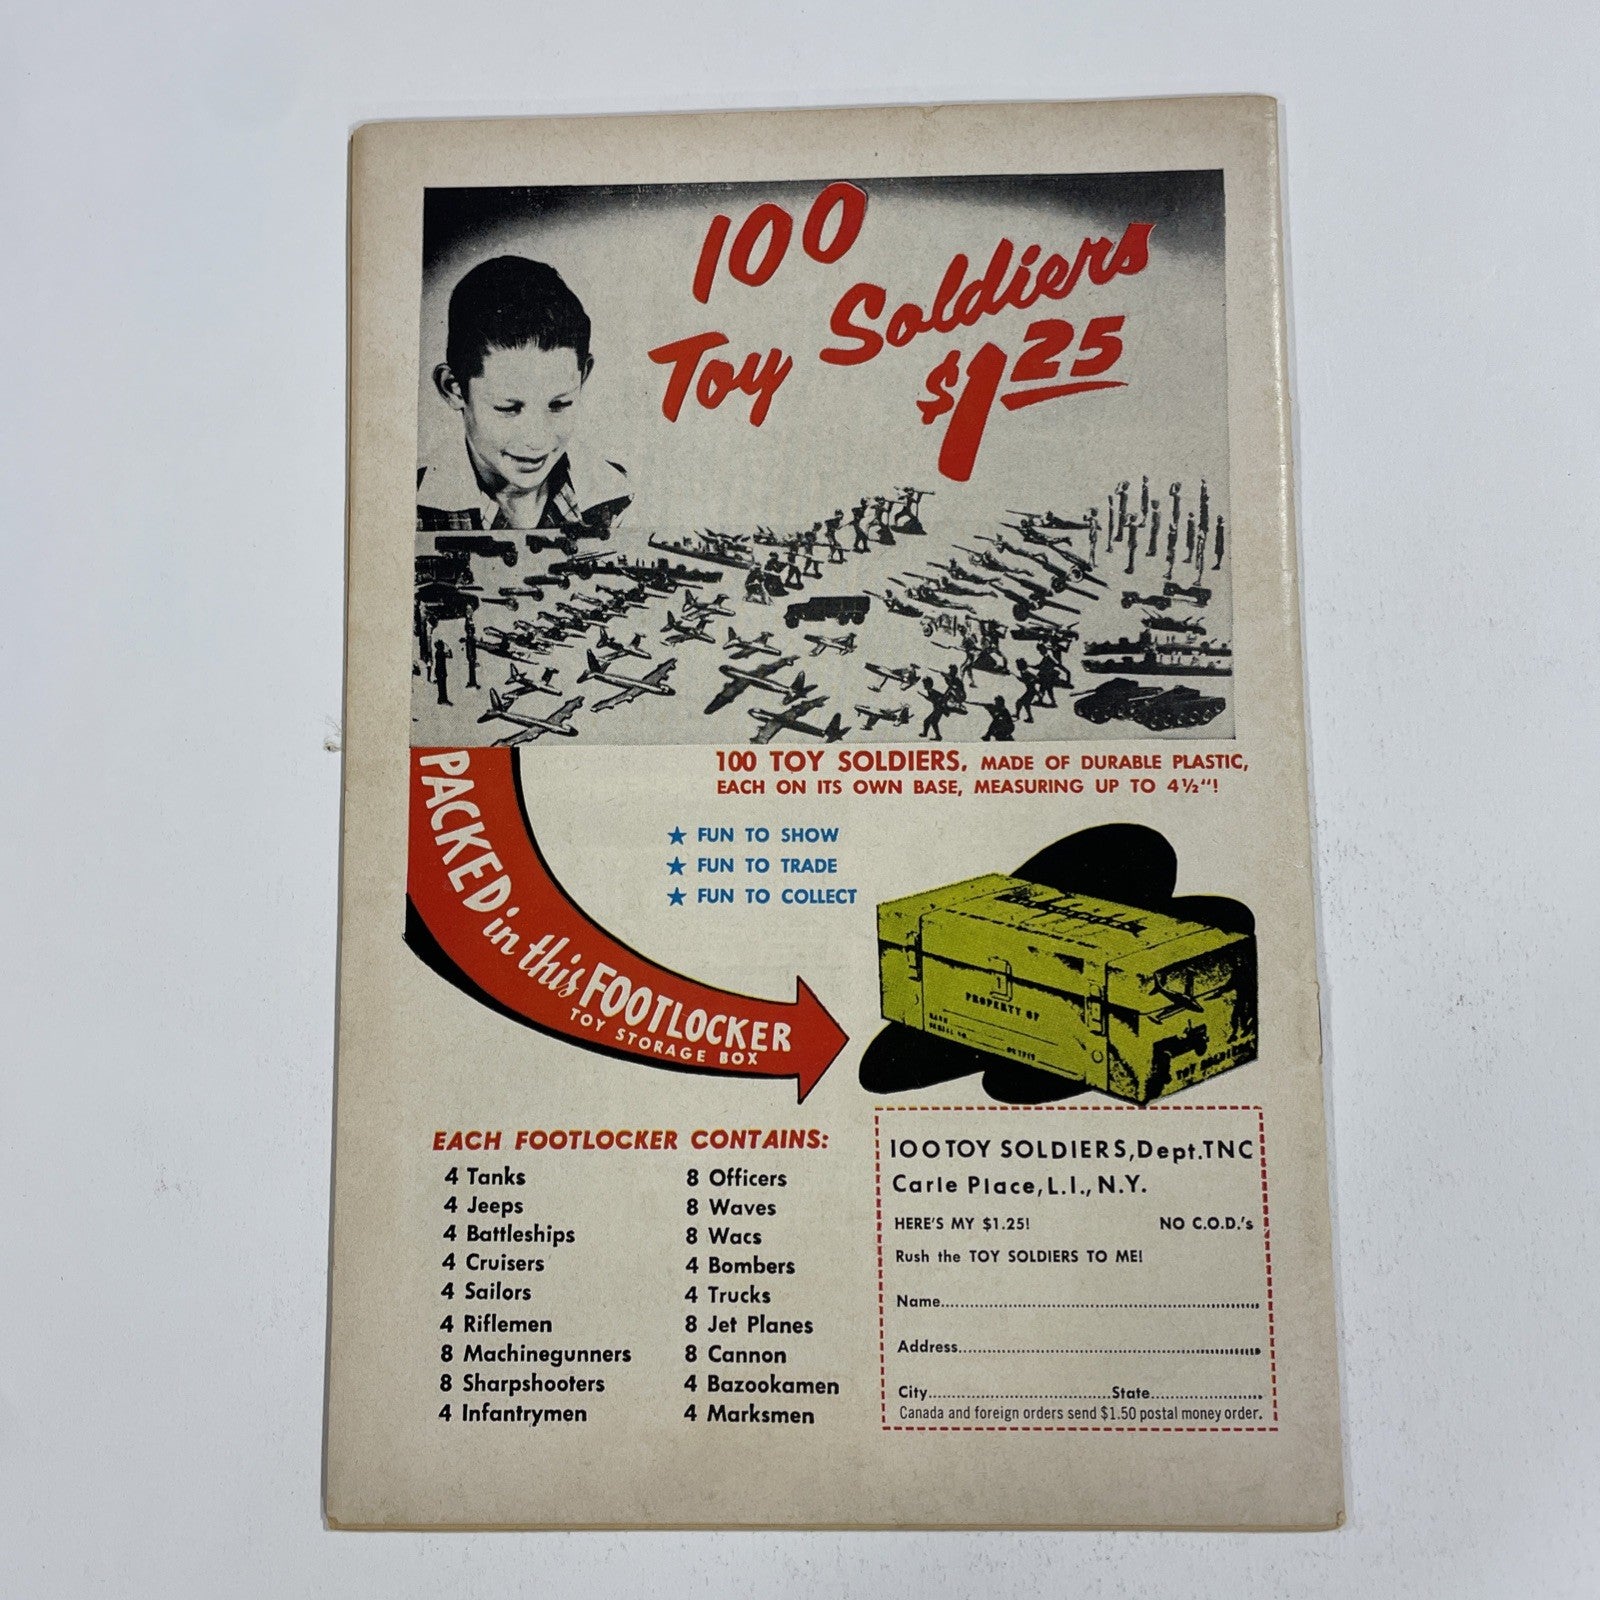 100
Toy Soldiers
$1.25
100 TOY SOLDIERS, MADE OF DURABLE PLASTIC,
EACH ON ITS OWN BASE, MEASURING UP TO 4½"!
★ FUN TO SHOW
★ FUN TO TRADE
★ FUN TO COLLECT
PACKED in this FOOTLOCKER
TOY STORAGE BOX
PROPERTY OF
TOY SOLDIERS
EACH FOOTLOCKER CONTAINS:
4 Tanks
4 Jeeps
4 Battleships
4 Cruisers
4 Sailors
4 Riflemen
8 Machinegunners
8 Sharpshooters
4 Infantrymen
8 Officers
8 Waves
8 Wacs
4 Bombers
4 Trucks
8 Jet Planes
8 Cannon
4 Bazookamen
4 Marksmen
100 TOY SOLDIERS, Dept. TNC
Carle Place, L.I., N.Y.
HERE'S MY $1.25! NO C.O.D.'s
Rush the TOY SOLDIERS TO ME!
Name
Address
City State
Canada and foreign orders send $1.50 postal money order.